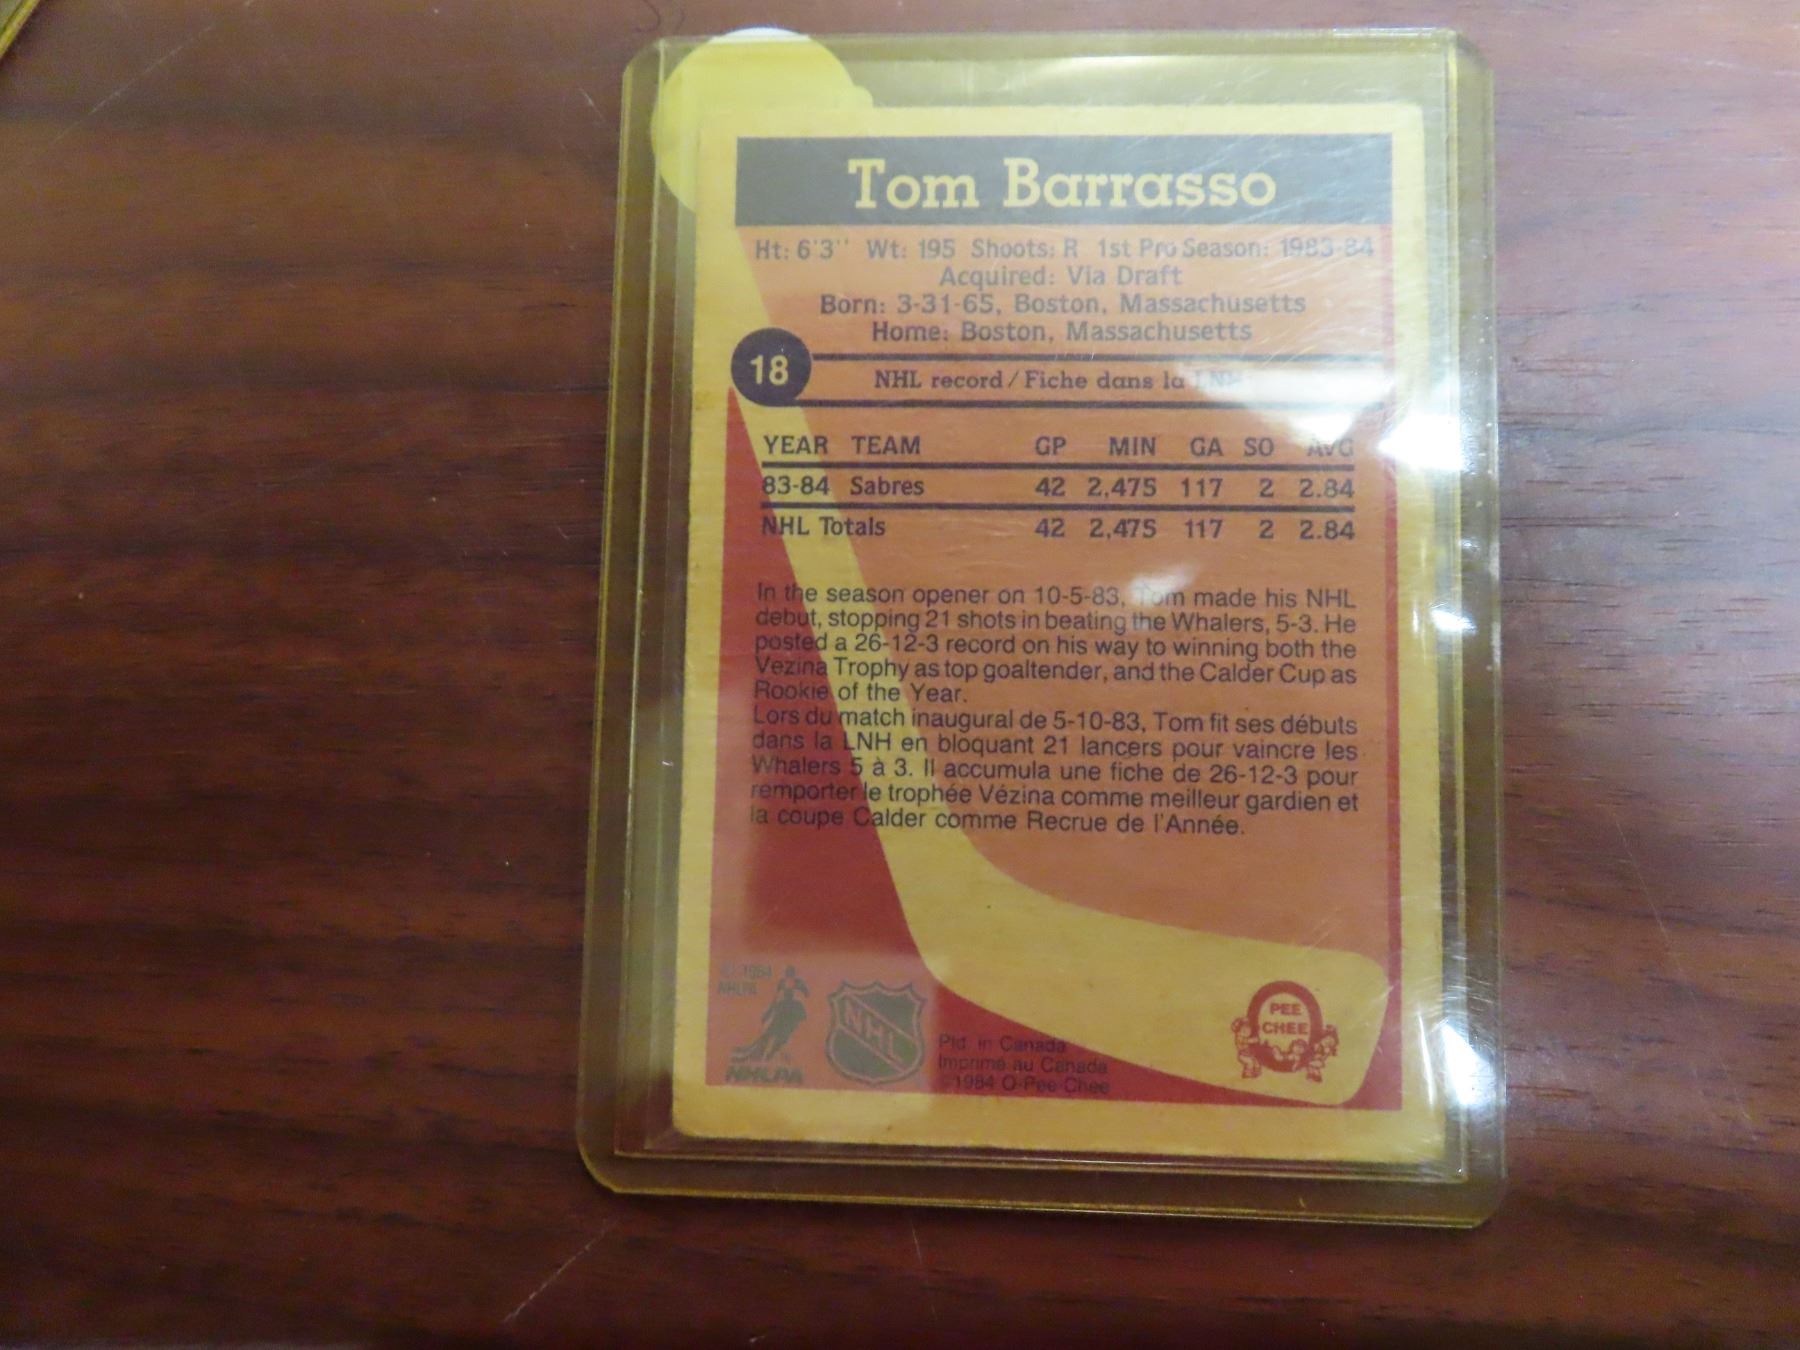 Tom Barrasso
Ht: 6'3'' Wt: 195 Shoots: R 1st Pro Season: 1983-84
Acquired: Via Draft
Born: 3-31-65, Boston, Massachusetts
Home: Boston, Massachusetts
18
NHL record / Fiche dans la LNH
YEAR TEAM GP MIN GA SO AVG
83-84 Sabres 42 2,475 117 2 2.84
NHL Totals 42 2,475 117 2 2.84
In the season opener on 10-5-83, Tom made his NHL
debut, stopping 21 shots in beating the Whalers, 5-3. He
posted a 26-12-3 record on his way to winning both the
Vezina Trophy as top goaltender, and the Calder Cup as
Rookie of the Year.
Lors du match inaugural de 5-10-83, Tom fit ses débuts
dans la LNH en bloquant 21 lancers pour vaincre les
Whalers 5 à 3. Il accumula une fiche de 26-12-3 pour
remporter le trophée Vézina comme meilleur gardien et
la coupe Calder comme Recrue de l'Année.
© 1984
NHLPA
NHLPA
NHL
Ptd. in Canada
Imprimé au Canada
©1984 O-Pee-Chee
PEE
CHEE